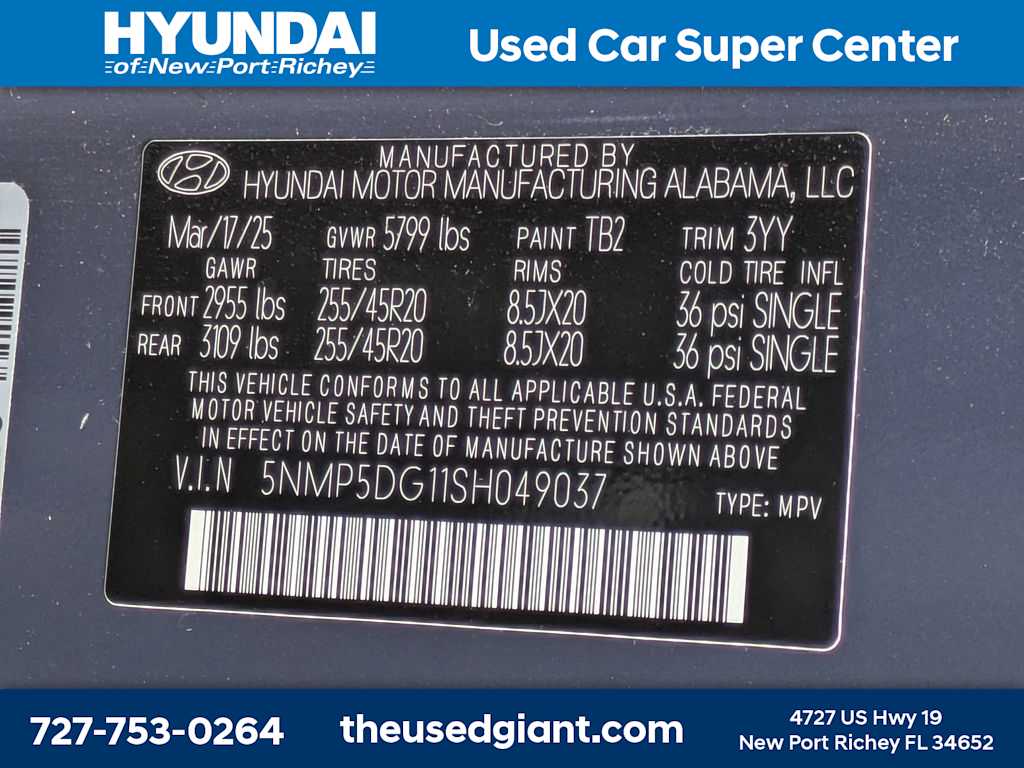 HYUNDAI
of New Port Richey
Used Car Super Center
MANUFACTURED BY
HYUNDAI MOTOR MANUFACTURING ALABAMA, LLC
Mar/17/25 GVWR 5799 lbs PAINT TB2 TRIM 3YY
GAWR TIRES RIMS COLD TIRE INFL
FRONT 2955 lbs 255/45R20 8.5JX20 36 psi SINGLE
REAR 3109 lbs 255/45R20 8.5JX20 36 psi SINGLE
THIS VEHICLE CONFORMS TO ALL APPLICABLE U.S.A. FEDERAL
MOTOR VEHICLE SAFETY AND THEFT PREVENTION STANDARDS
IN EFFECT ON THE DATE OF MANUFACTURE SHOWN ABOVE
V.I.N 5NMP5DG11SH049037 TYPE: MPV
727-753-0264
theusedgiant.com
4727 US Hwy 19
New Port Richey FL 34652